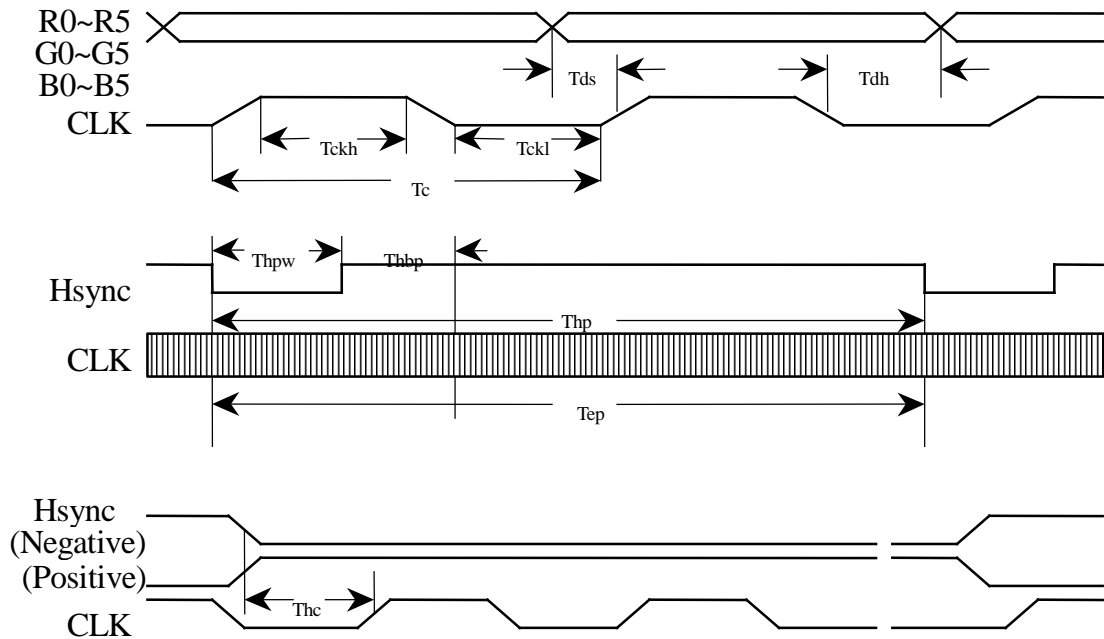 R0~R5
G0~G5
B0~B5
Tds
Tdh
CLK
Tckh
Tckl
Tc
Thpw
Thbp
Hsync
Thp
CLK
Tep
Hsync
(Negative)
(Positive)
Thc
CLK